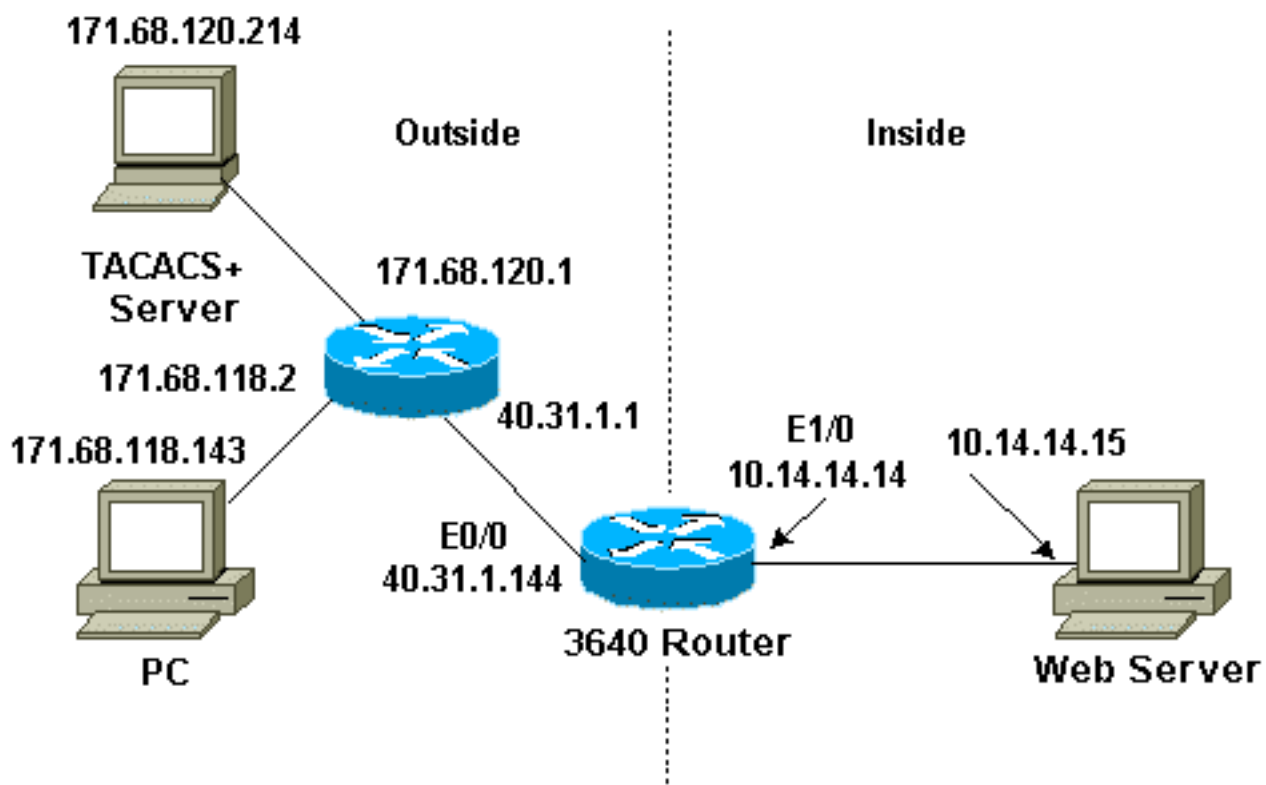 171.68.120.214
Outside
Inside
TACACS+
Server
171.68.120.1
171.68.118.2
40.31.1.1
171.68.118.143
E1/0
10.14.14.14
10.14.14.15
E0/0
40.31.1.144
3640 Router
PC
Web Server